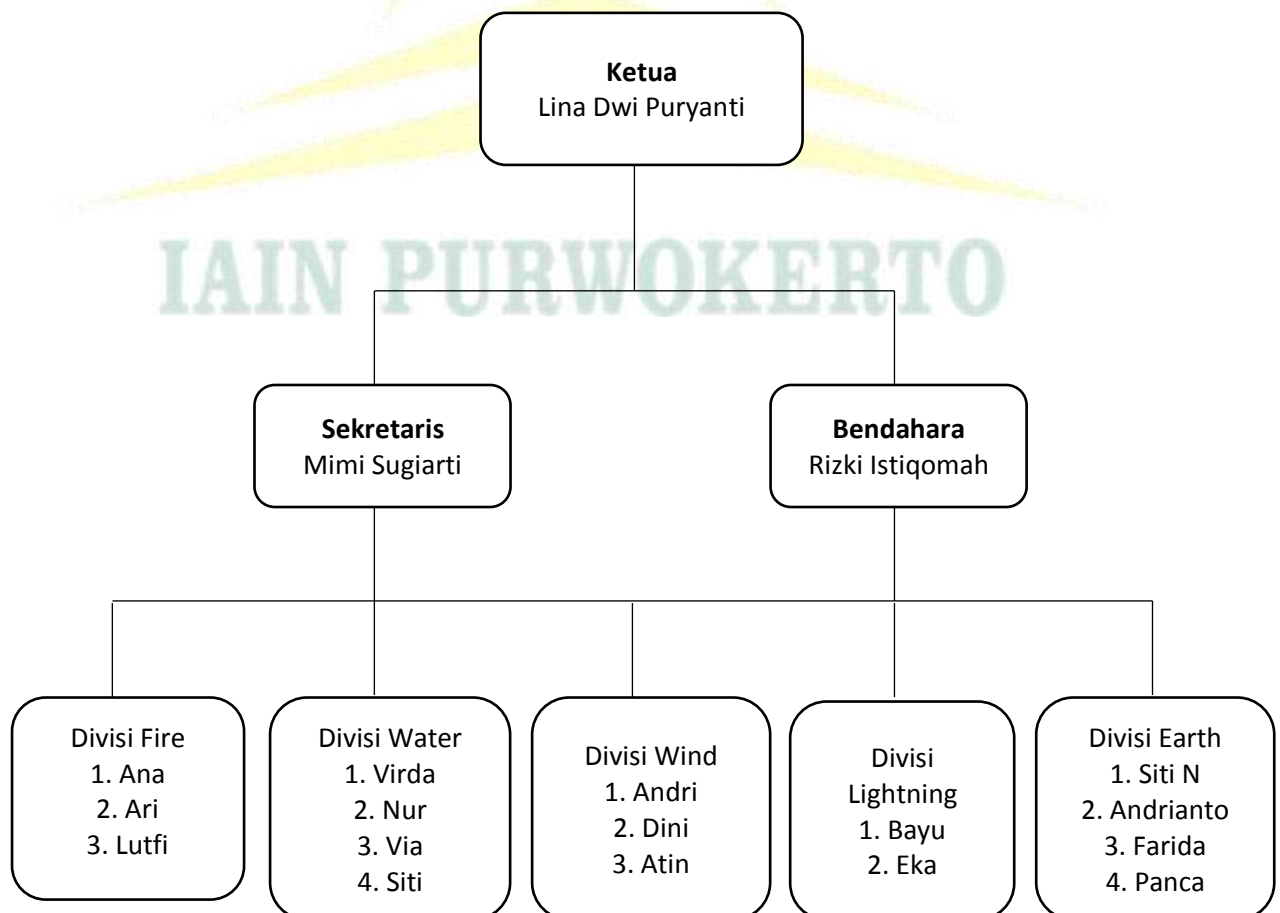 Ketua
Lina Dwi Puryanti
IAIN PURWOKERTO
Sekretaris
Mimi Sugiarti
Bendahara
Rizki Istiqomah
Divisi Fire
1. Ana
2. Ari
3. Lutfi
Divisi Water
1. Virda
2. Nur
3. Via
4. Siti
Divisi Wind
1. Andri
2. Dini
3. Atin
Divisi
Lightning
1. Bayu
2. Eka
Divisi Earth
1. Siti N
2. Andrianto
3. Farida
4. Panca